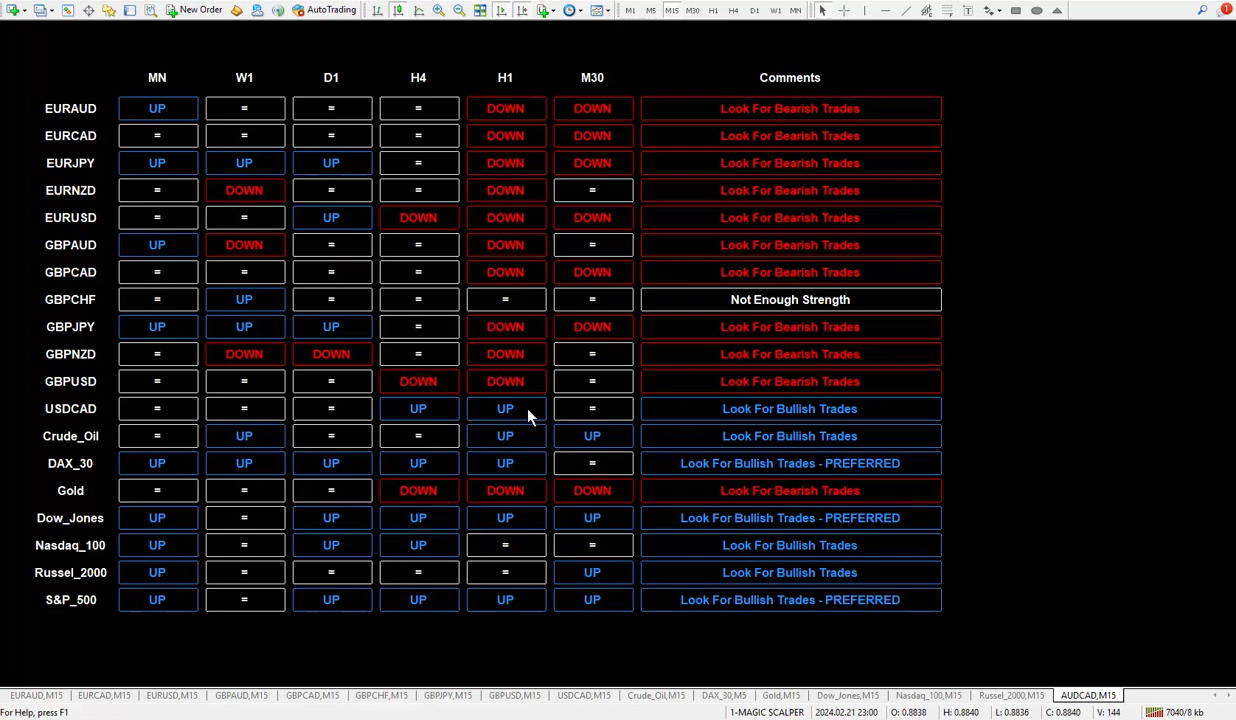 New Order AutoTrading M1 M5 M15 M30 H1 H4 D1 W1 MN 1
MN W1 D1 H4 H1 M30 Comments
EURAUD UP = = = DOWN DOWN Look For Bearish Trades
EURCAD = = = = DOWN DOWN Look For Bearish Trades
EURJPY UP UP UP = DOWN DOWN Look For Bearish Trades
EURNZD = DOWN = = DOWN = Look For Bearish Trades
EURUSD = = UP DOWN DOWN DOWN Look For Bearish Trades
GBPAUD UP DOWN = = DOWN = Look For Bearish Trades
GBPCAD = = = = DOWN DOWN Look For Bearish Trades
GBPCHF = UP = = = = Not Enough Strength
GBPJPY UP UP UP = DOWN DOWN Look For Bearish Trades
GBPNZD = DOWN DOWN = DOWN = Look For Bearish Trades
GBPUSD = = = DOWN DOWN = Look For Bearish Trades
USDCAD = = = UP UP = Look For Bullish Trades
Crude_Oil = UP = = UP UP Look For Bullish Trades
DAX_30 UP UP UP UP UP = Look For Bullish Trades - PREFERRED
Gold = = = DOWN DOWN DOWN Look For Bearish Trades
Dow_Jones UP = UP UP UP UP Look For Bullish Trades - PREFERRED
Nasdaq_100 UP = UP UP = = Look For Bullish Trades
Russel_2000 UP = = = = UP Look For Bullish Trades
S&P_500 UP = UP UP UP UP Look For Bullish Trades - PREFERRED
EURAUD,M15 EURCAD,M15 EURUSD,M15 GBPAUD,M15 GBPCAD,M15 GBPCHF,M15 GBPJPY,M15 GBPUSD,M15 USDCAD,M15 Crude_Oil,M15 DAX_30,M5 Gold,M15 Dow_Jones,M15 Nasdaq_100,M15 Russel_2000,M15 AUDCAD,M15
For Help, press F1 1-MAGIC SCALPER 2024.02.21 23:00 O: 0.8838 H: 0.8840 L: 0.8836 C: 0.8840 V: 144 7040/8 kb